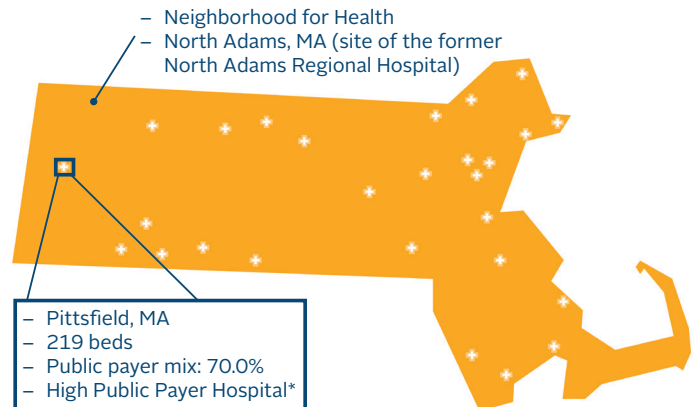 – Neighborhood for Health
– North Adams, MA (site of the former
North Adams Regional Hospital)
– Pittsfield, MA
– 219 beds
– Public payer mix: 70.0%
– High Public Payer Hospital*